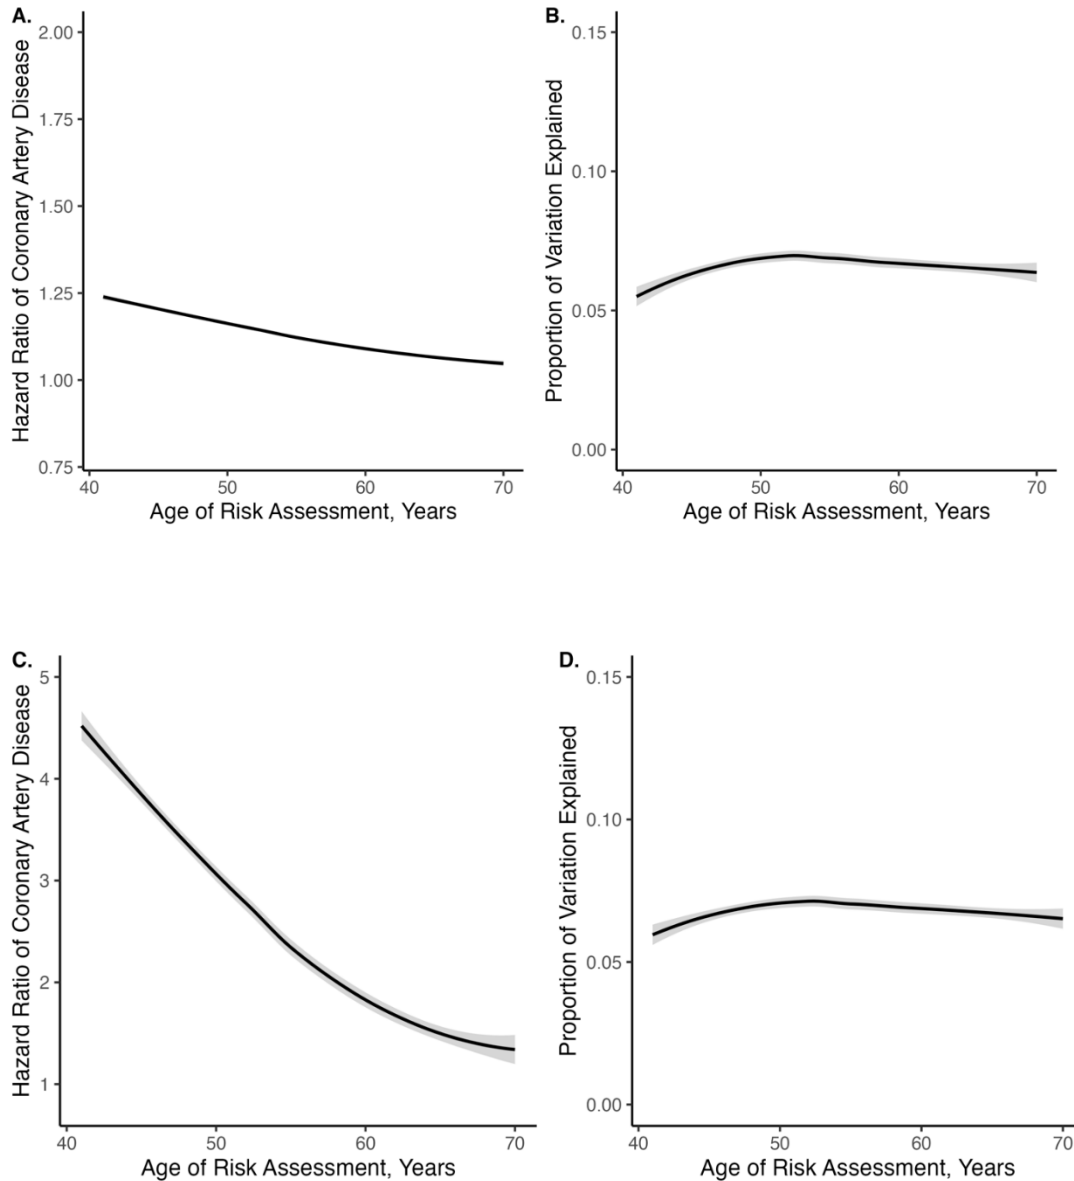 A.
Hazard Ratio of Coronary Artery Disease
2.00
1.75
1.50
1.25
1.00
0.75
40 50 60 70
Age of Risk Assessment, Years
B.
Proportion of Variation Explained
0.15
0.10
0.05
0.00
40 50 60 70
Age of Risk Assessment, Years
C.
Hazard Ratio of Coronary Artery Disease
5
4
3
2
1
40 50 60 70
Age of Risk Assessment, Years
D.
Proportion of Variation Explained
0.15
0.10
0.05
0.00
40 50 60 70
Age of Risk Assessment, Years